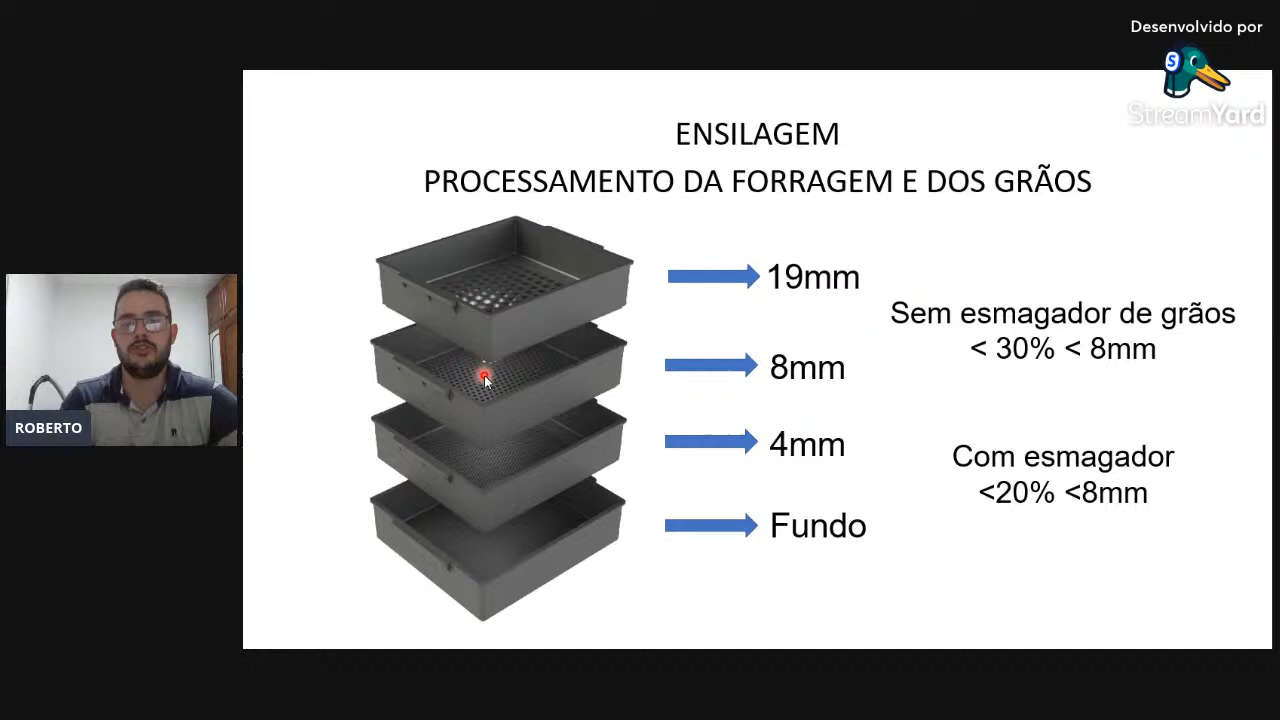 Desenvolvido por
S
StreamYard
ENSILAGEM
PROCESSAMENTO DA FORRAGEM E DOS GRÃOS
19mm
Sem esmagador de grãos
< 30% < 8mm
8mm
4mm
Com esmagador
<20% <8mm
Fundo
ROBERTO